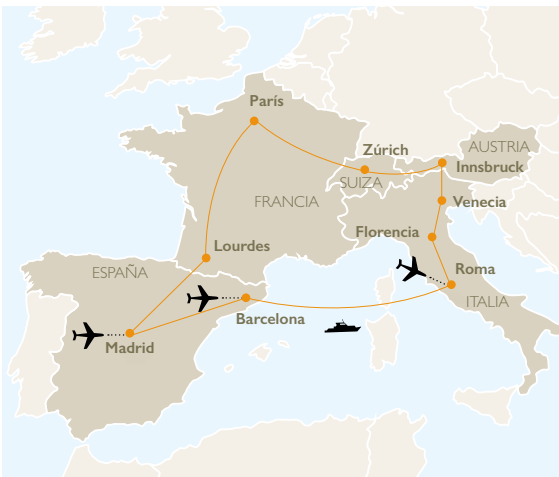 París
Zúrich
AUSTRIA
Innsbruck
SUIZA
FRANCIA
Venecia
Florencia
Lourdes
ESPAÑA
Roma
ITALIA
Barcelona
Madrid